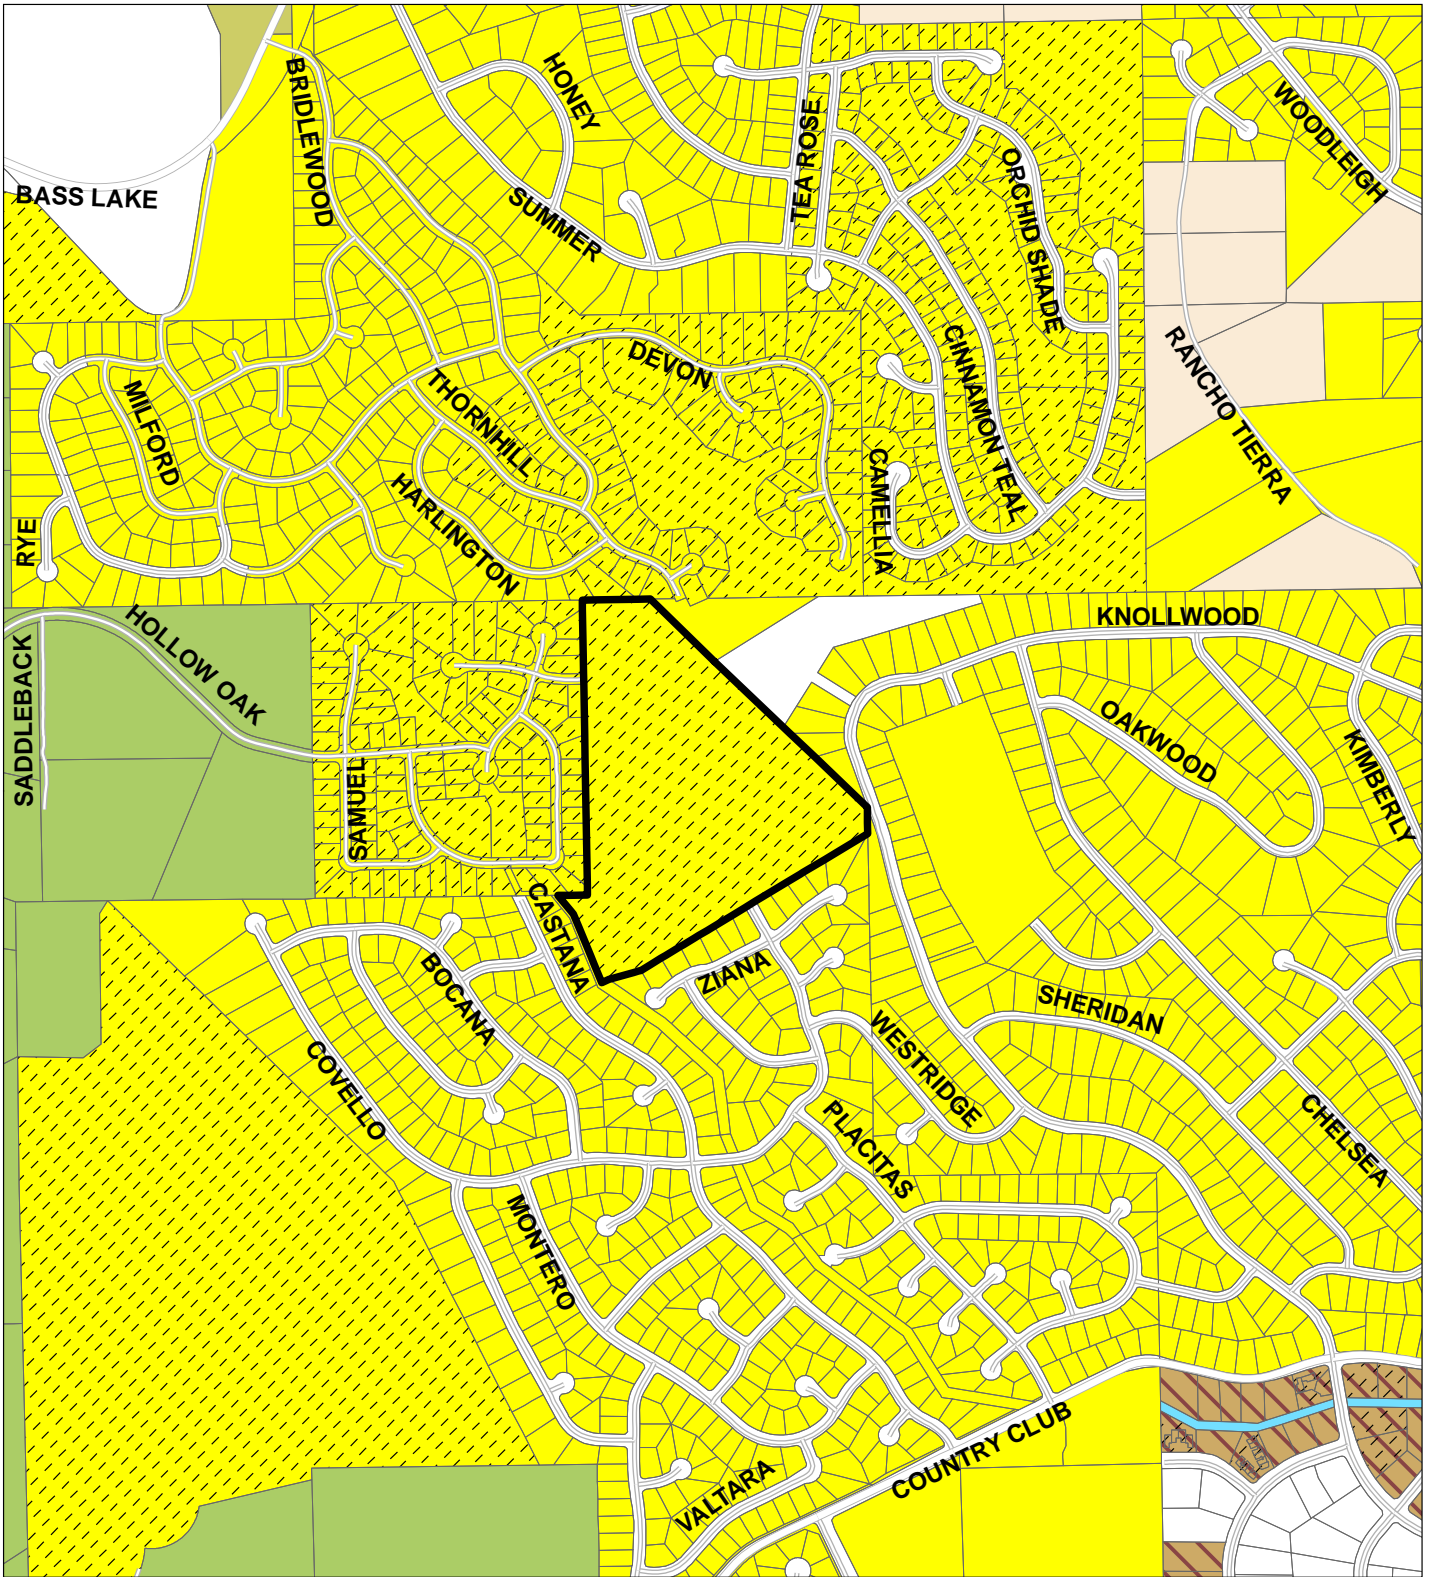 HONEY
BRIDLEWOOD
WOODLEIGH
TEA ROSE
BASS LAKE
ORCHID SHADE
SUMMER
CINNAMON TEAL
RANCHO TIERRA
DEVON
THORNHILL
MILFORD
CAMELLIA
HARLINGTON
RYE
KNOLLWOOD
HOLLOW OAK
SADDLEBACK
OAKWOOD
KIMBERLY
SAMUEL
CASTANA
ZIANA
BOCANA
SHERIDAN
WESTRIDGE
COVELLO
PLACITAS
CHELSEA
MONTERO
COUNTRY CLUB
VALTARA